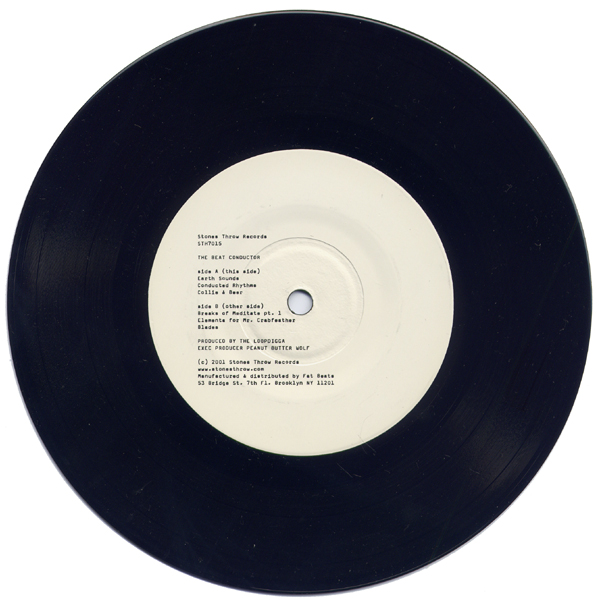 Stones Throw Records
STH7015
THE BEAT CONDUCTOR
side A (this side)
Earth Sounds
Conducted Rhythms
Collie & Beer
side B (other side)
Breaks of Meditate pt. 1
Elements for Mr. Crabfeather
Blades
PRODUCED BY THE LOOPDIGGA
EXEC PRODUCER PEANUT BUTTER WOLF
(c) 2001 Stones Throw Records
www.stonesthrow.com
Manufactured & distributed by Fat Beats
53 Bridge St. 7th Fl. Brooklyn NY 11201